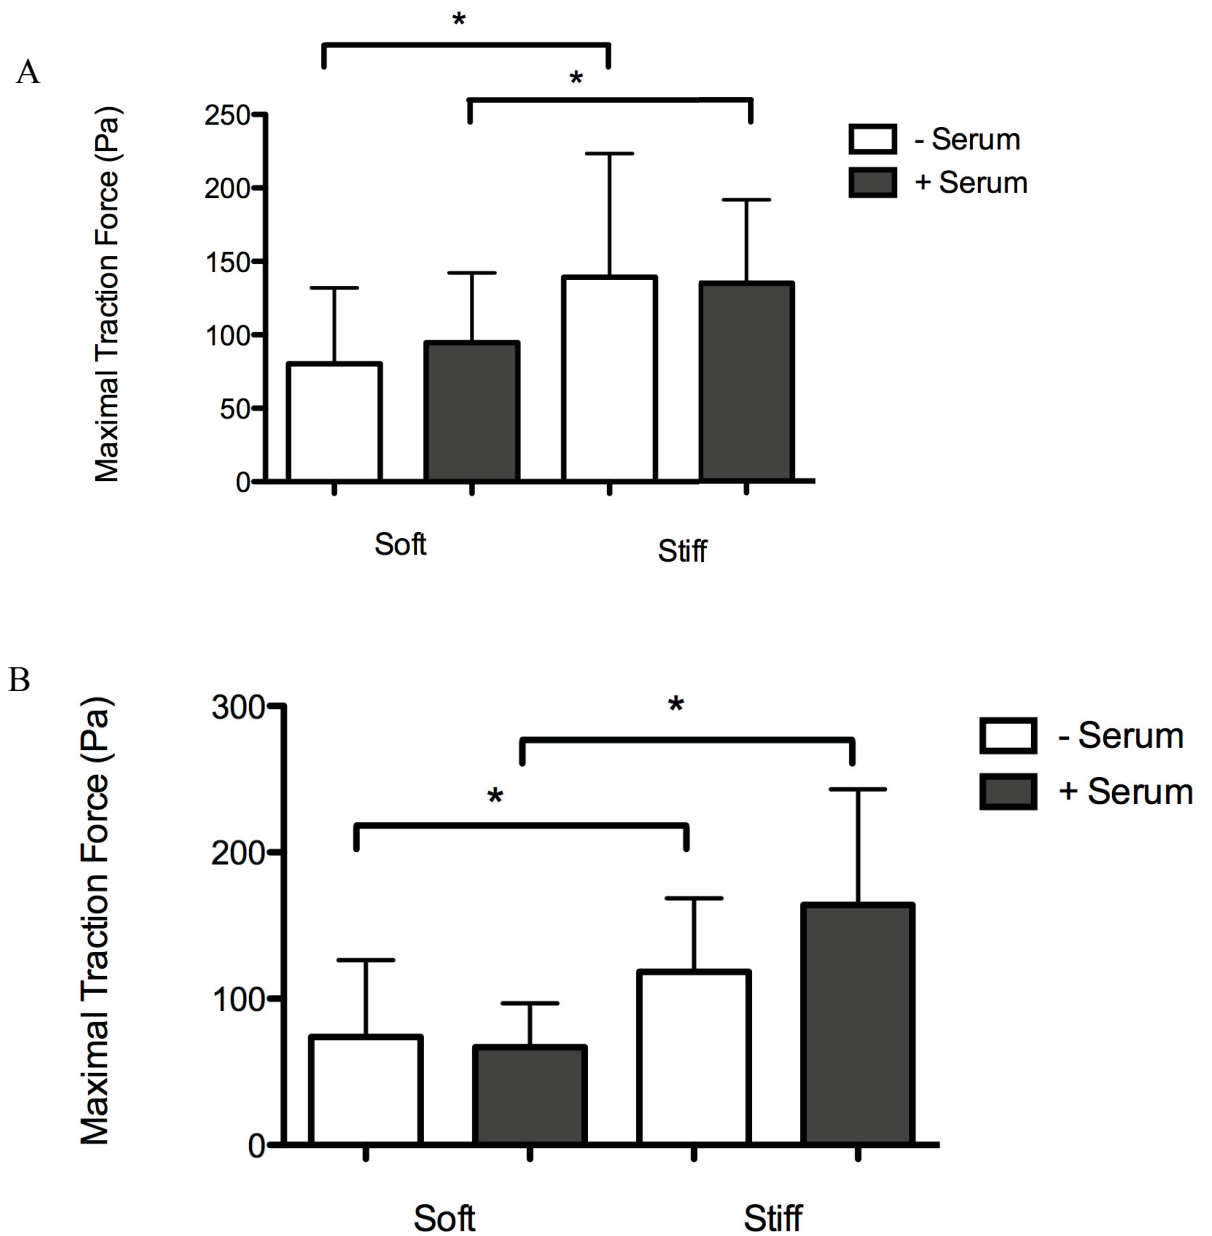 *
A
*
Maximal Traction Force (Pa)
250
200
150
100
50
0
- Serum
+ Serum
Soft
Stiff
B
Maximal Traction Force (Pa)
300
200
100
0
*
*
- Serum
+ Serum
Soft
Stiff